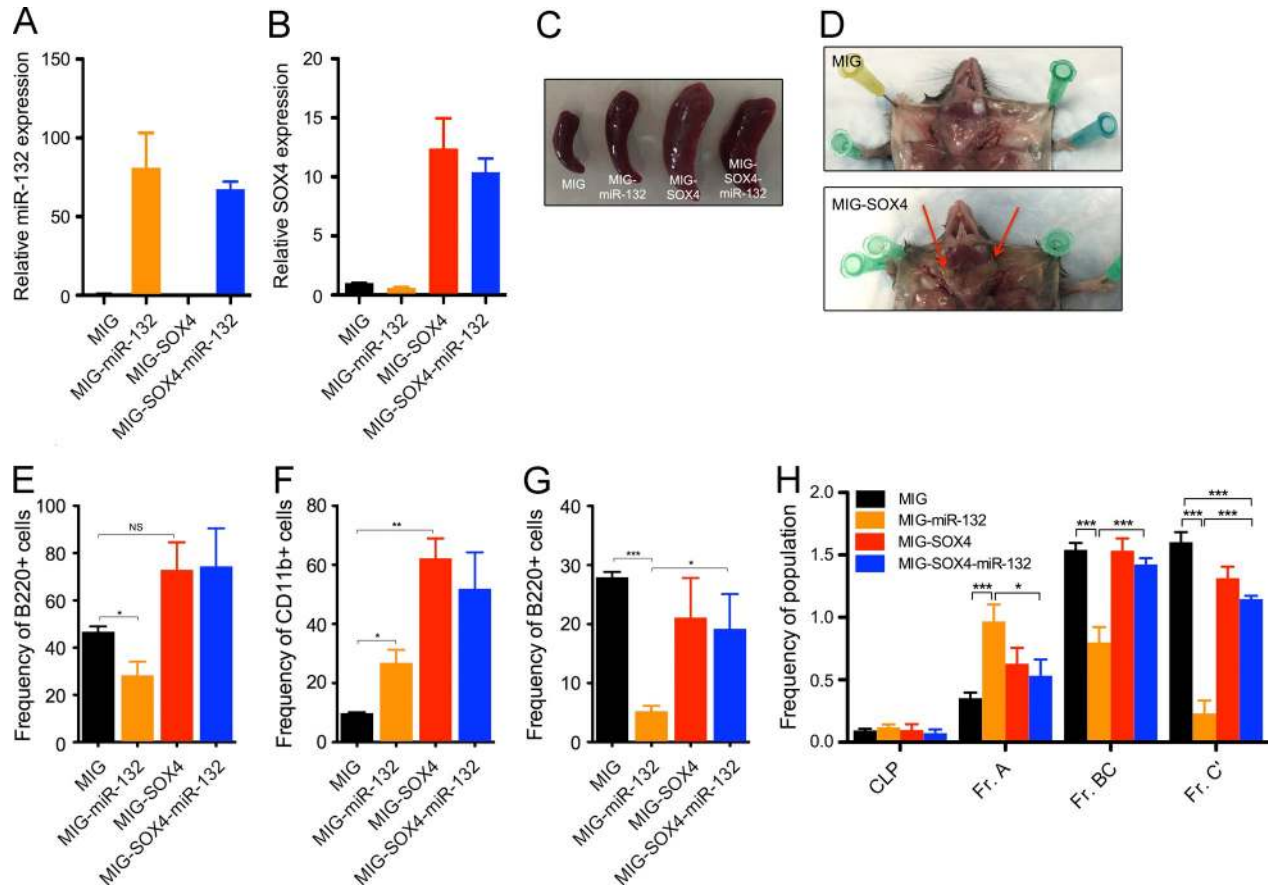 A
Relative miR-132 expression
150
100
50
0
MIG
MIG-miR-132
MIG-SOX4
MIG-SOX4-miR-132
B
Relative SOX4 expression
20
15
10
5
0
MIG
MIG-miR-132
MIG-SOX4
MIG-SOX4-miR-132
C
MIG
MIG-
miR-132
MIG-
SOX4
MIG-
SOX4-
miR-132
D
MIG
MIG-SOX4
E
Frequency of B220+ cells
100
80
60
40
20
0
NS
*
MIG
MIG-miR-132
MIG-SOX4
MIG-SOX4-miR-132
F
Frequency of CD11b+ cells
80
60
40
20
0
**
*
MIG
MIG-miR-132
MIG-SOX4
MIG-SOX4-miR-132
G
Frequency of B220+ cells
40
30
20
10
0
***
*
MIG
MIG-miR-132
MIG-SOX4
MIG-SOX4-miR-132
H
Frequency of population
2.0
1.5
1.0
0.5
0.0
MIG
MIG-miR-132
MIG-SOX4
MIG-SOX4-miR-132
*** *
*** ***
***
*** ***
CLP
Fr. A
Fr. BC
Fr. C'